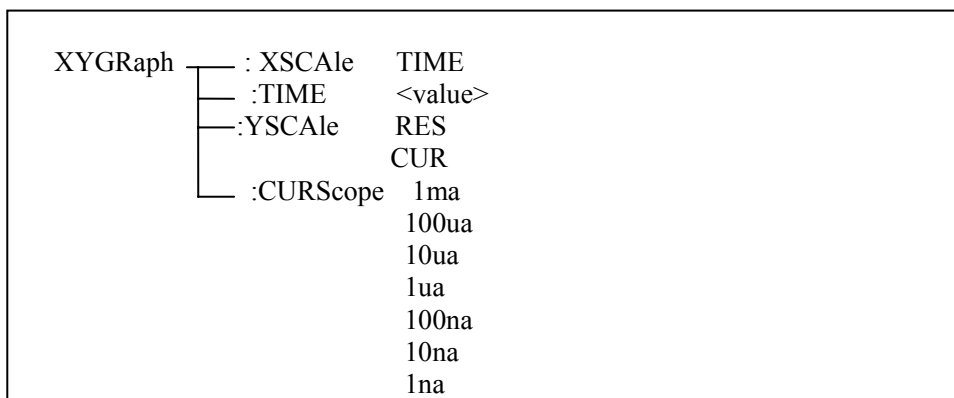 XYGRaph : XSCAle TIME
:TIME <value>
:YSCAle RES
CUR
:CURScope 1ma
100ua
10ua
1ua
100na
10na
1na